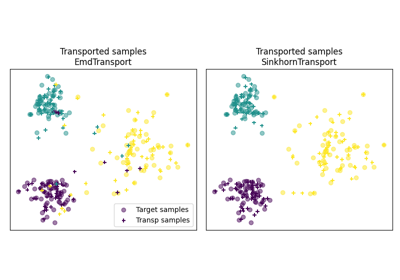 Transported samples
EmdTransport
Transported samples
SinkhornTransport
Target samples
Transp samples